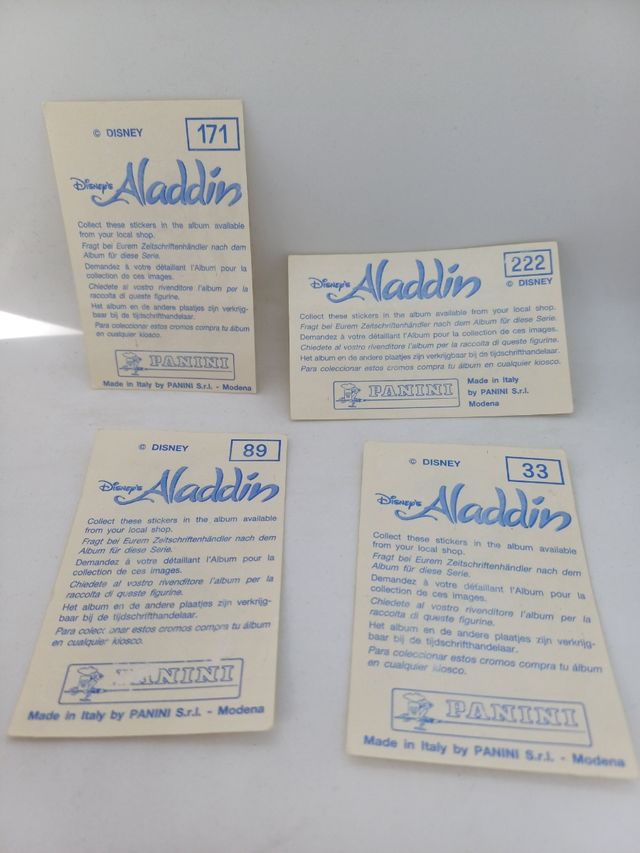 © DISNEY
171
Disney's Aladdin
Collect these stickers in the album available
from your local shop.
Fragt bei Eurem Zeitschriftenhändler nach dem
Album für diese Serie.
Demandez à votre détaillant l'Album pour la
collection de ces images.
Chiedete al vostro rivenditore l'album per la
raccolta di queste figurine.
Het album en de andere plaatjes zijn verkrijg-
baar bij de tijdschrifthandelaar.
Para coleccionar estos cromos compra tu álbum
en cualquier kiosco.
PANINI
Made in Italy by PANINI S.r.l. - Modena
222
© DISNEY
Disney's Aladdin
Collect these stickers in the album available from your local shop.
Fragt bei Eurem Zeitschriftenhändler nach dem Album für diese Serie.
Demandez à votre détaillant l'Album pour la collection de ces images.
Chiedete al vostro rivenditore l'album per la raccolta di queste figurine.
Het album en de andere plaatjes zijn verkrijgbaar bij de tijdschrifthandelaar.
Para coleccionar estos cromos compra tu álbum en cualquier kiosco.
PANINI
Made in Italy
by PANINI S.r.l.
Modena
© DISNEY
89
Disney's Aladdin
Collect these stickers in the album available
from your local shop.
Fragt bei Eurem Zeitschriftenhändler nach dem
Album für diese Serie.
Demandez à votre détaillant l'Album pour la
collection de ces images.
Chiedete al vostro rivenditore l'album per la
raccolta di queste figurine.
Het album en de andere plaatjes zijn verkrijg-
baar bij de tijdschrifthandelaar.
Para coleccionar estos cromos compra tu álbum
en cualquier kiosco.
PANINI
Made in Italy by PANINI S.r.l. - Modena
© DISNEY
33
Disney's Aladdin
Collect these stickers in the album available
from your local shop.
Fragt bei Eurem Zeitschriftenhändler nach dem
Album für diese Serie.
Demandez à votre détaillant l'Album pour la
collection de ces images.
Chiedete al vostro rivenditore l'album per la
raccolta di queste figurine.
Het album en de andere plaatjes zijn verkrijg-
baar bij de tijdschrifthandelaar.
Para coleccionar estos cromos compra tu álbum
en cualquier kiosco.
PANINI
Made in Italy by PANINI S.r.l. - Modena